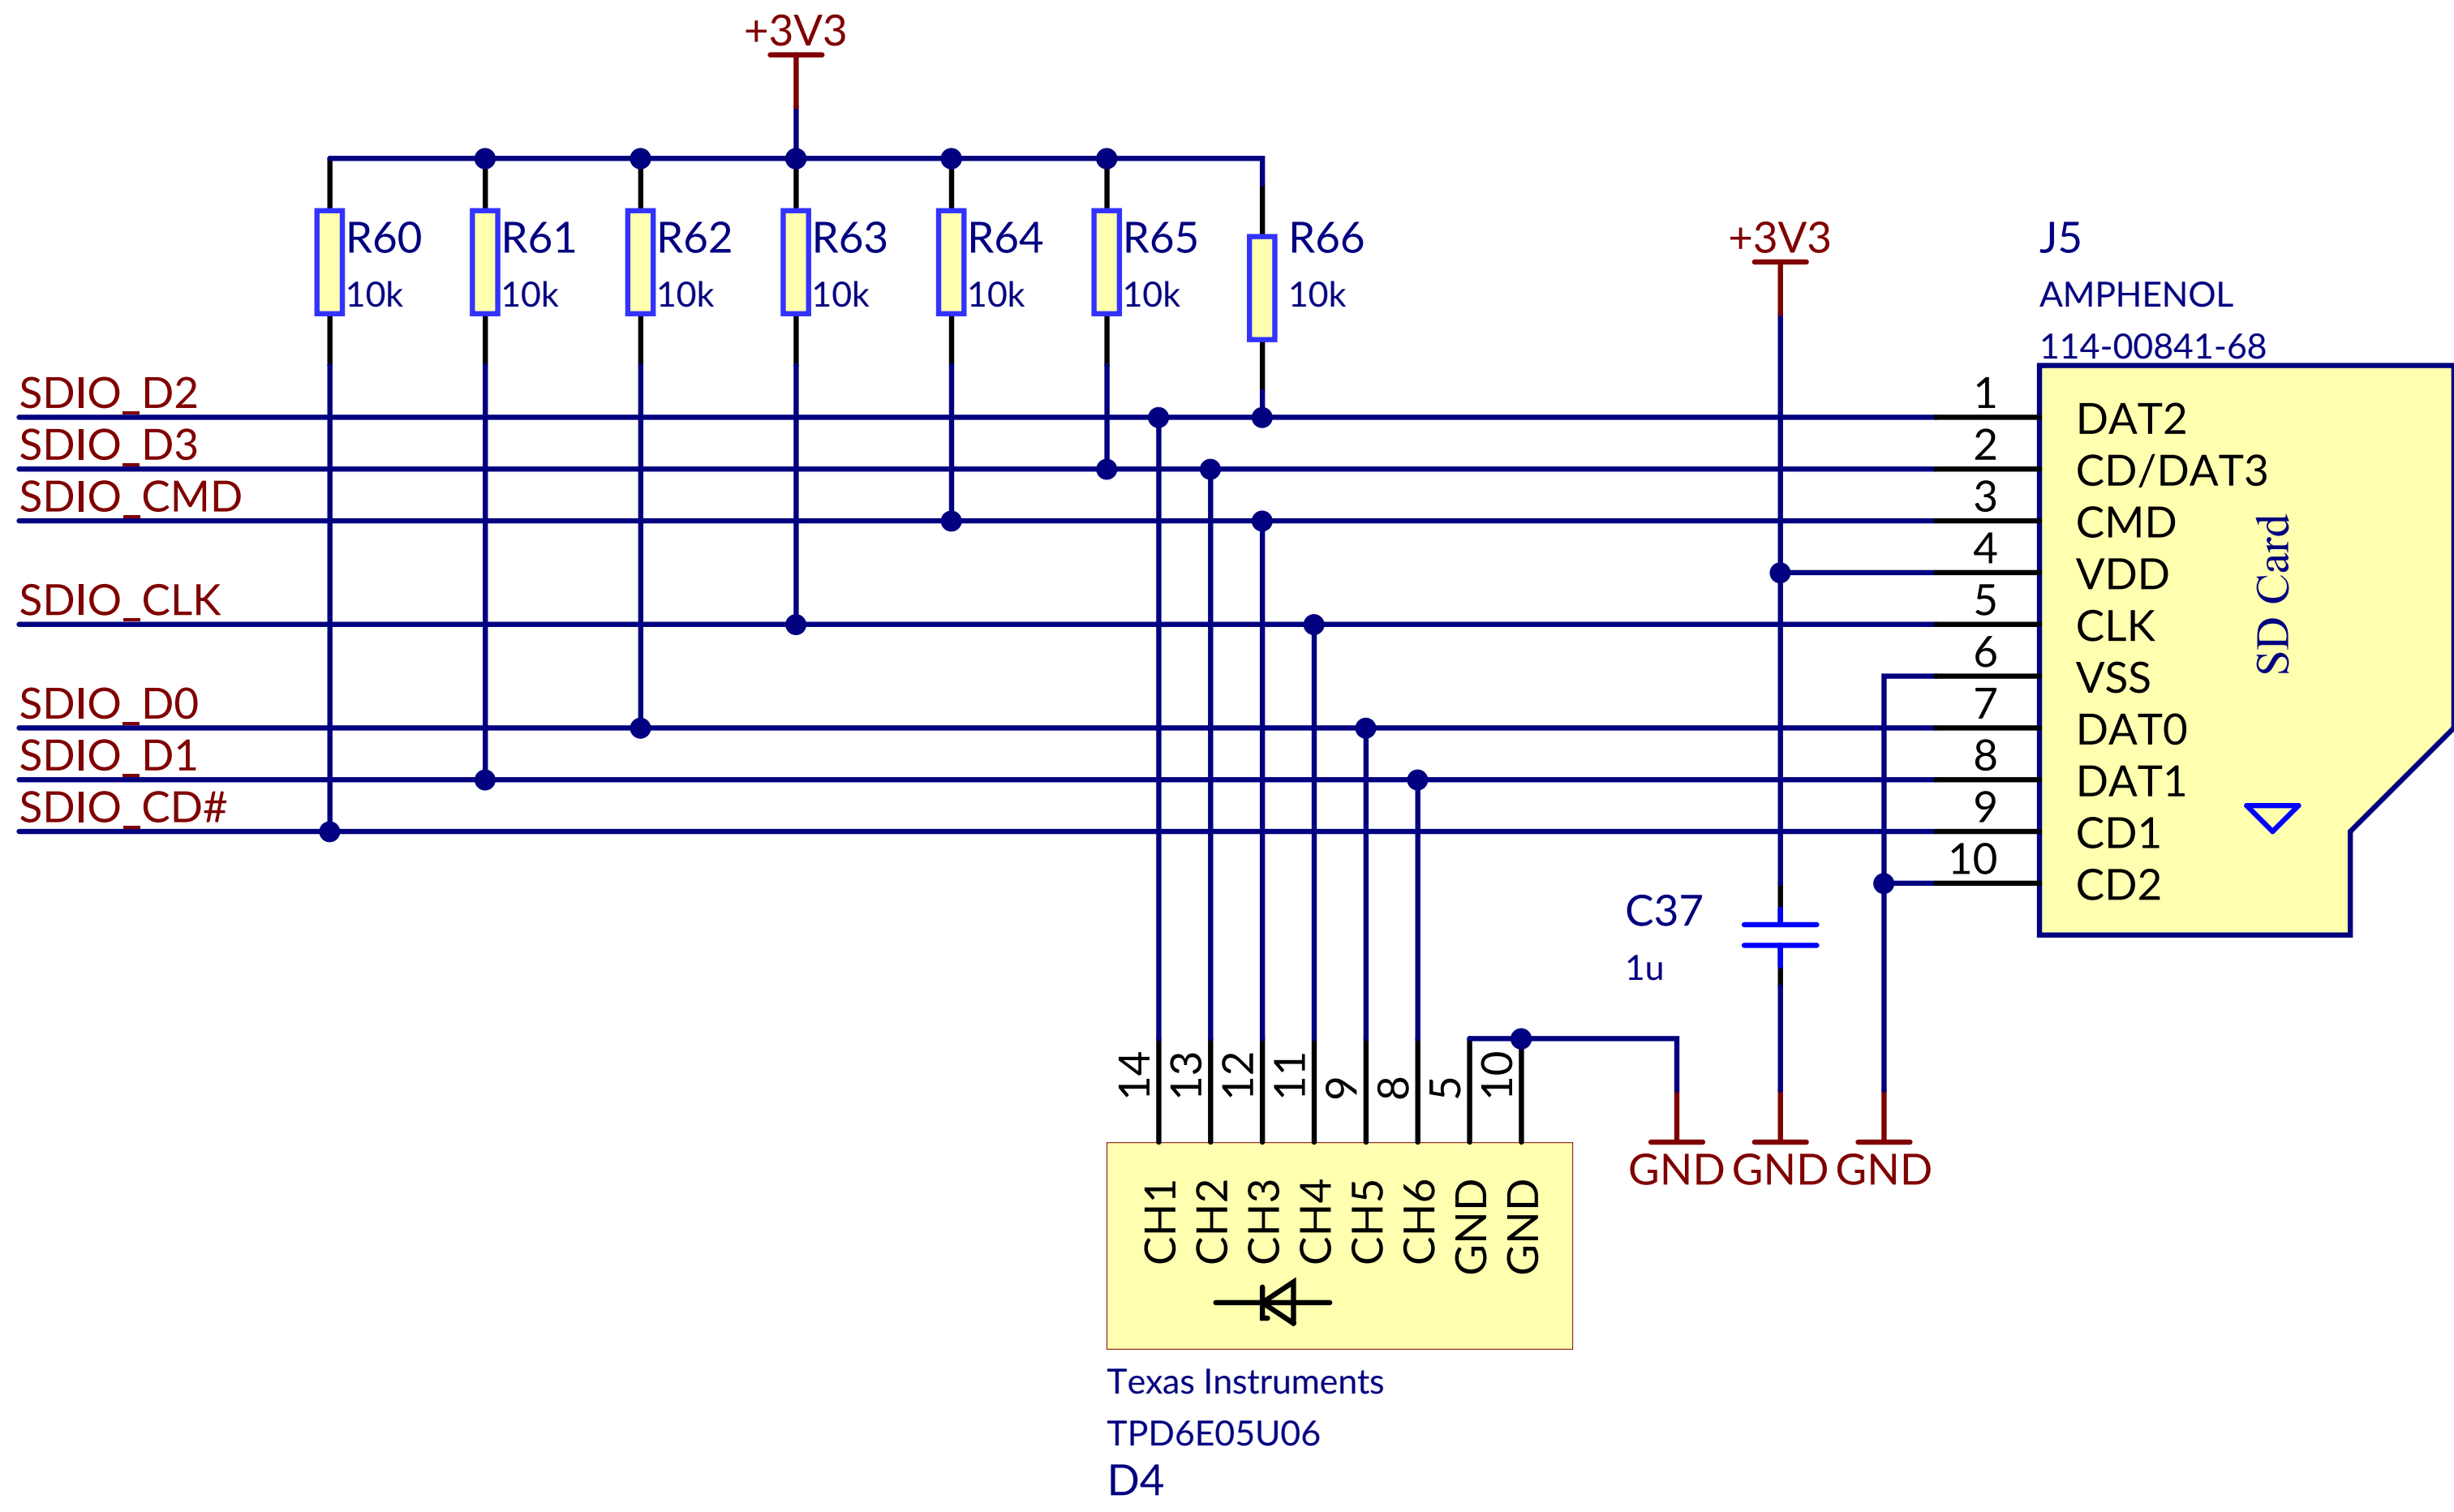 +3V3
R60
10k
R61
10k
R62
10k
R63
10k
R64
10k
R65
10k
R66
10k
+3V3
J5
AMPHENOL
114-00841-68
SDIO_D2
SDIO_D3
SDIO_CMD
SDIO_CLK
SDIO_D0
SDIO_D1
SDIO_CD#
1 DAT2
2 CD/DAT3
3 CMD
4 VDD
5 CLK
6 VSS
7 DAT0
8 DAT1
9 CD1
10 CD2
SD Card
C37
1u
14 CH1
13 CH2
12 CH3
11 CH4
9 CH5
8 CH6
5 GND
10 GND
GND
GND
GND
Texas Instruments
TPD6E05U06
D4